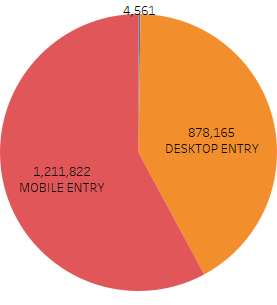 4,561
878,165
DESKTOP ENTRY
1,211,822
MOBILE ENTRY